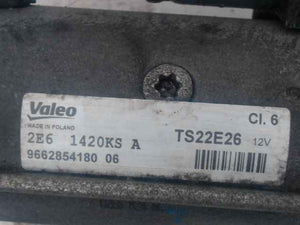 Valeo
Cl. 6
MADE IN POLAND
2E6 1420KS A
TS22E26 12V
9662854180 06